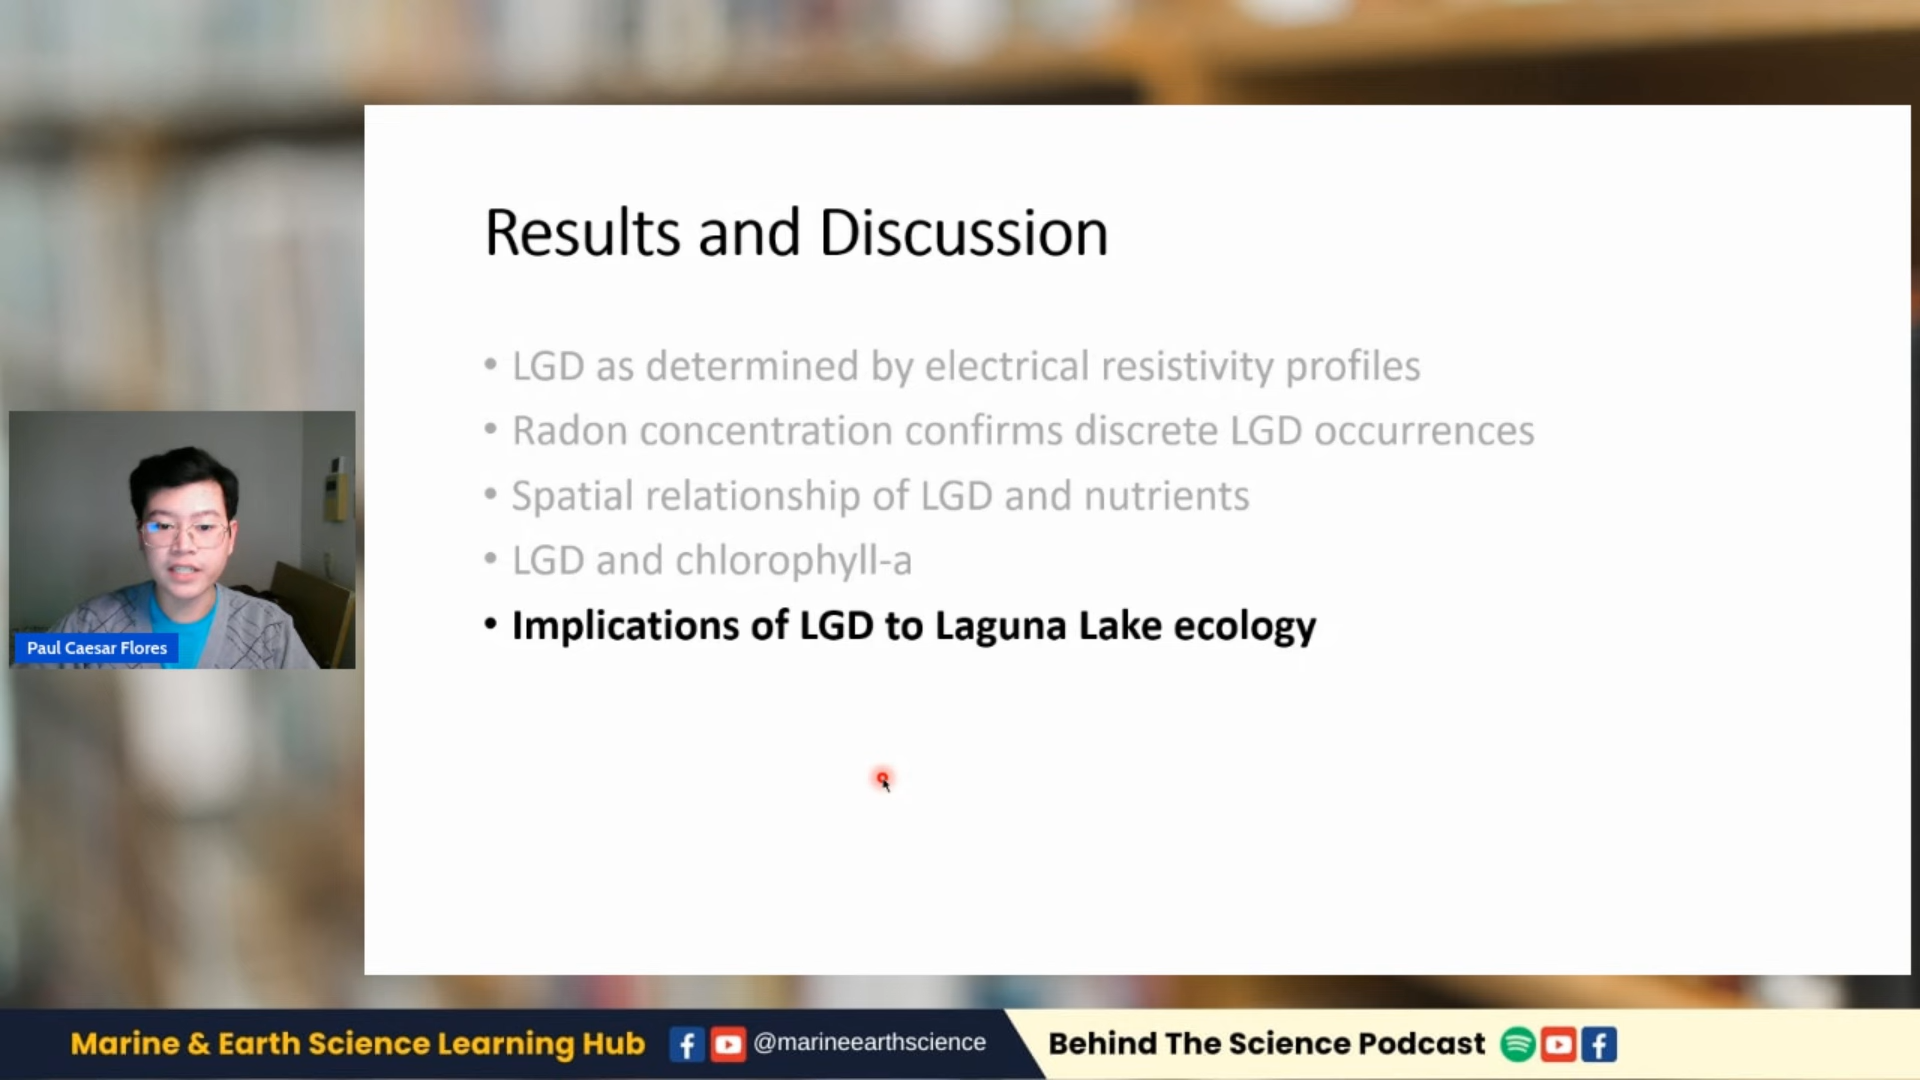 Results and Discussion
• LGD as determined by electrical resistivity profiles
• Radon concentration confirms discrete LGD occurrences
• Spatial relationship of LGD and nutrients
• LGD and chlorophyll-a
• Implications of LGD to Laguna Lake ecology
Paul Caesar Flores
Marine & Earth Science Learning Hub @marineearthscience Behind The Science Podcast